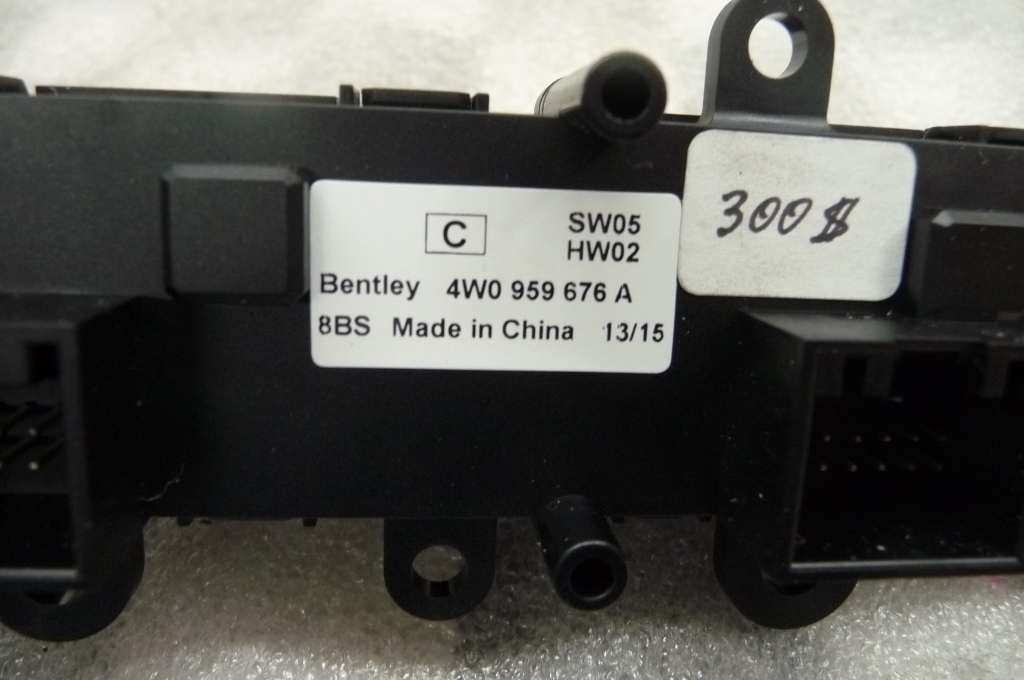 C
SW05
HW02
Bentley 4W0 959 676 A
8BS Made in China 13/15
300$